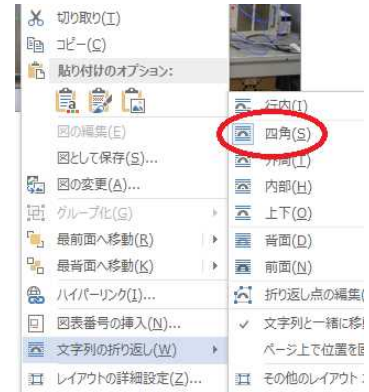 切り取り(T)
コピー(C)
貼り付けのオプション:
図の編集(E)
図として保存(S)...
図の変更(A)...
グループ化(G)
最前面へ移動(R)
最背面へ移動(K)
ハイパーリンク(I)...
図表番号の挿入(N)...
文字列の折り返し(W)
レイアウトの詳細設定(Z)...
行内(I)
四角(S)
外周(T)
内部(H)
上下(O)
背面(D)
前面(N)
折り返し点の編集(
文字列と一緒に移
ページ上で位置を
その他のレイアウト